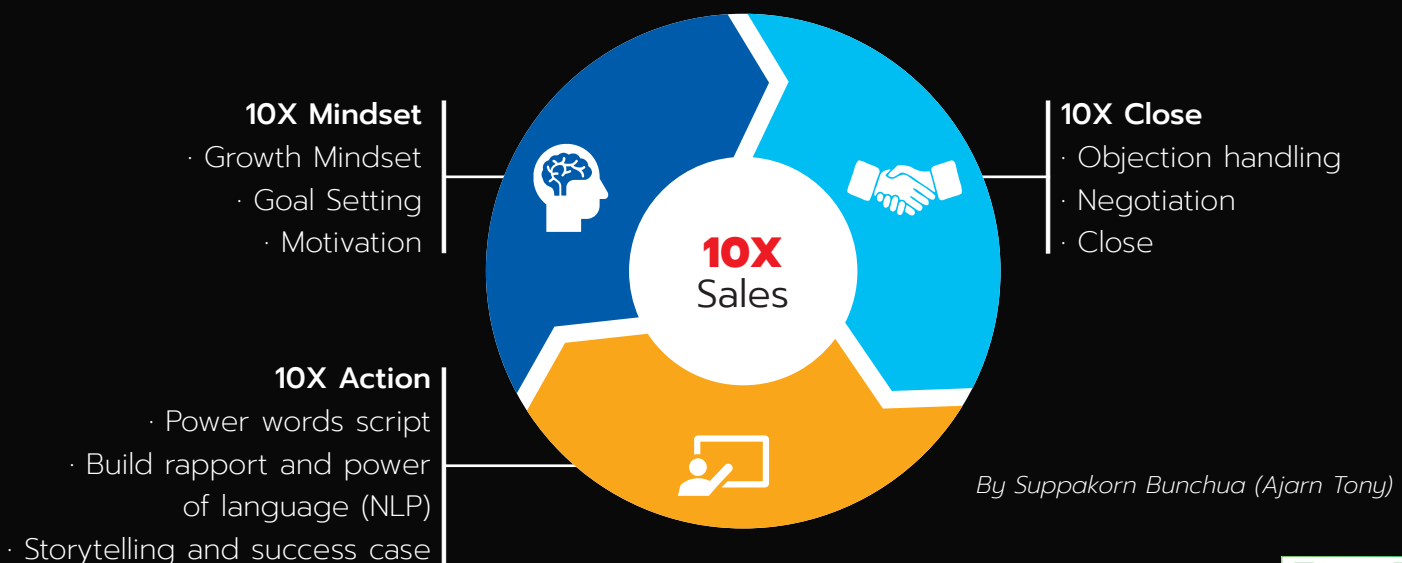 10X Mindset
· Growth Mindset
· Goal Setting
· Motivation
10X Close
· Objection handling
· Negotiation
· Close
10X
Sales
10X Action
· Power words script
· Build rapport and power
of language (NLP)
· Storytelling and success case
By Suppakorn Bunchua (Ajarn Tony)